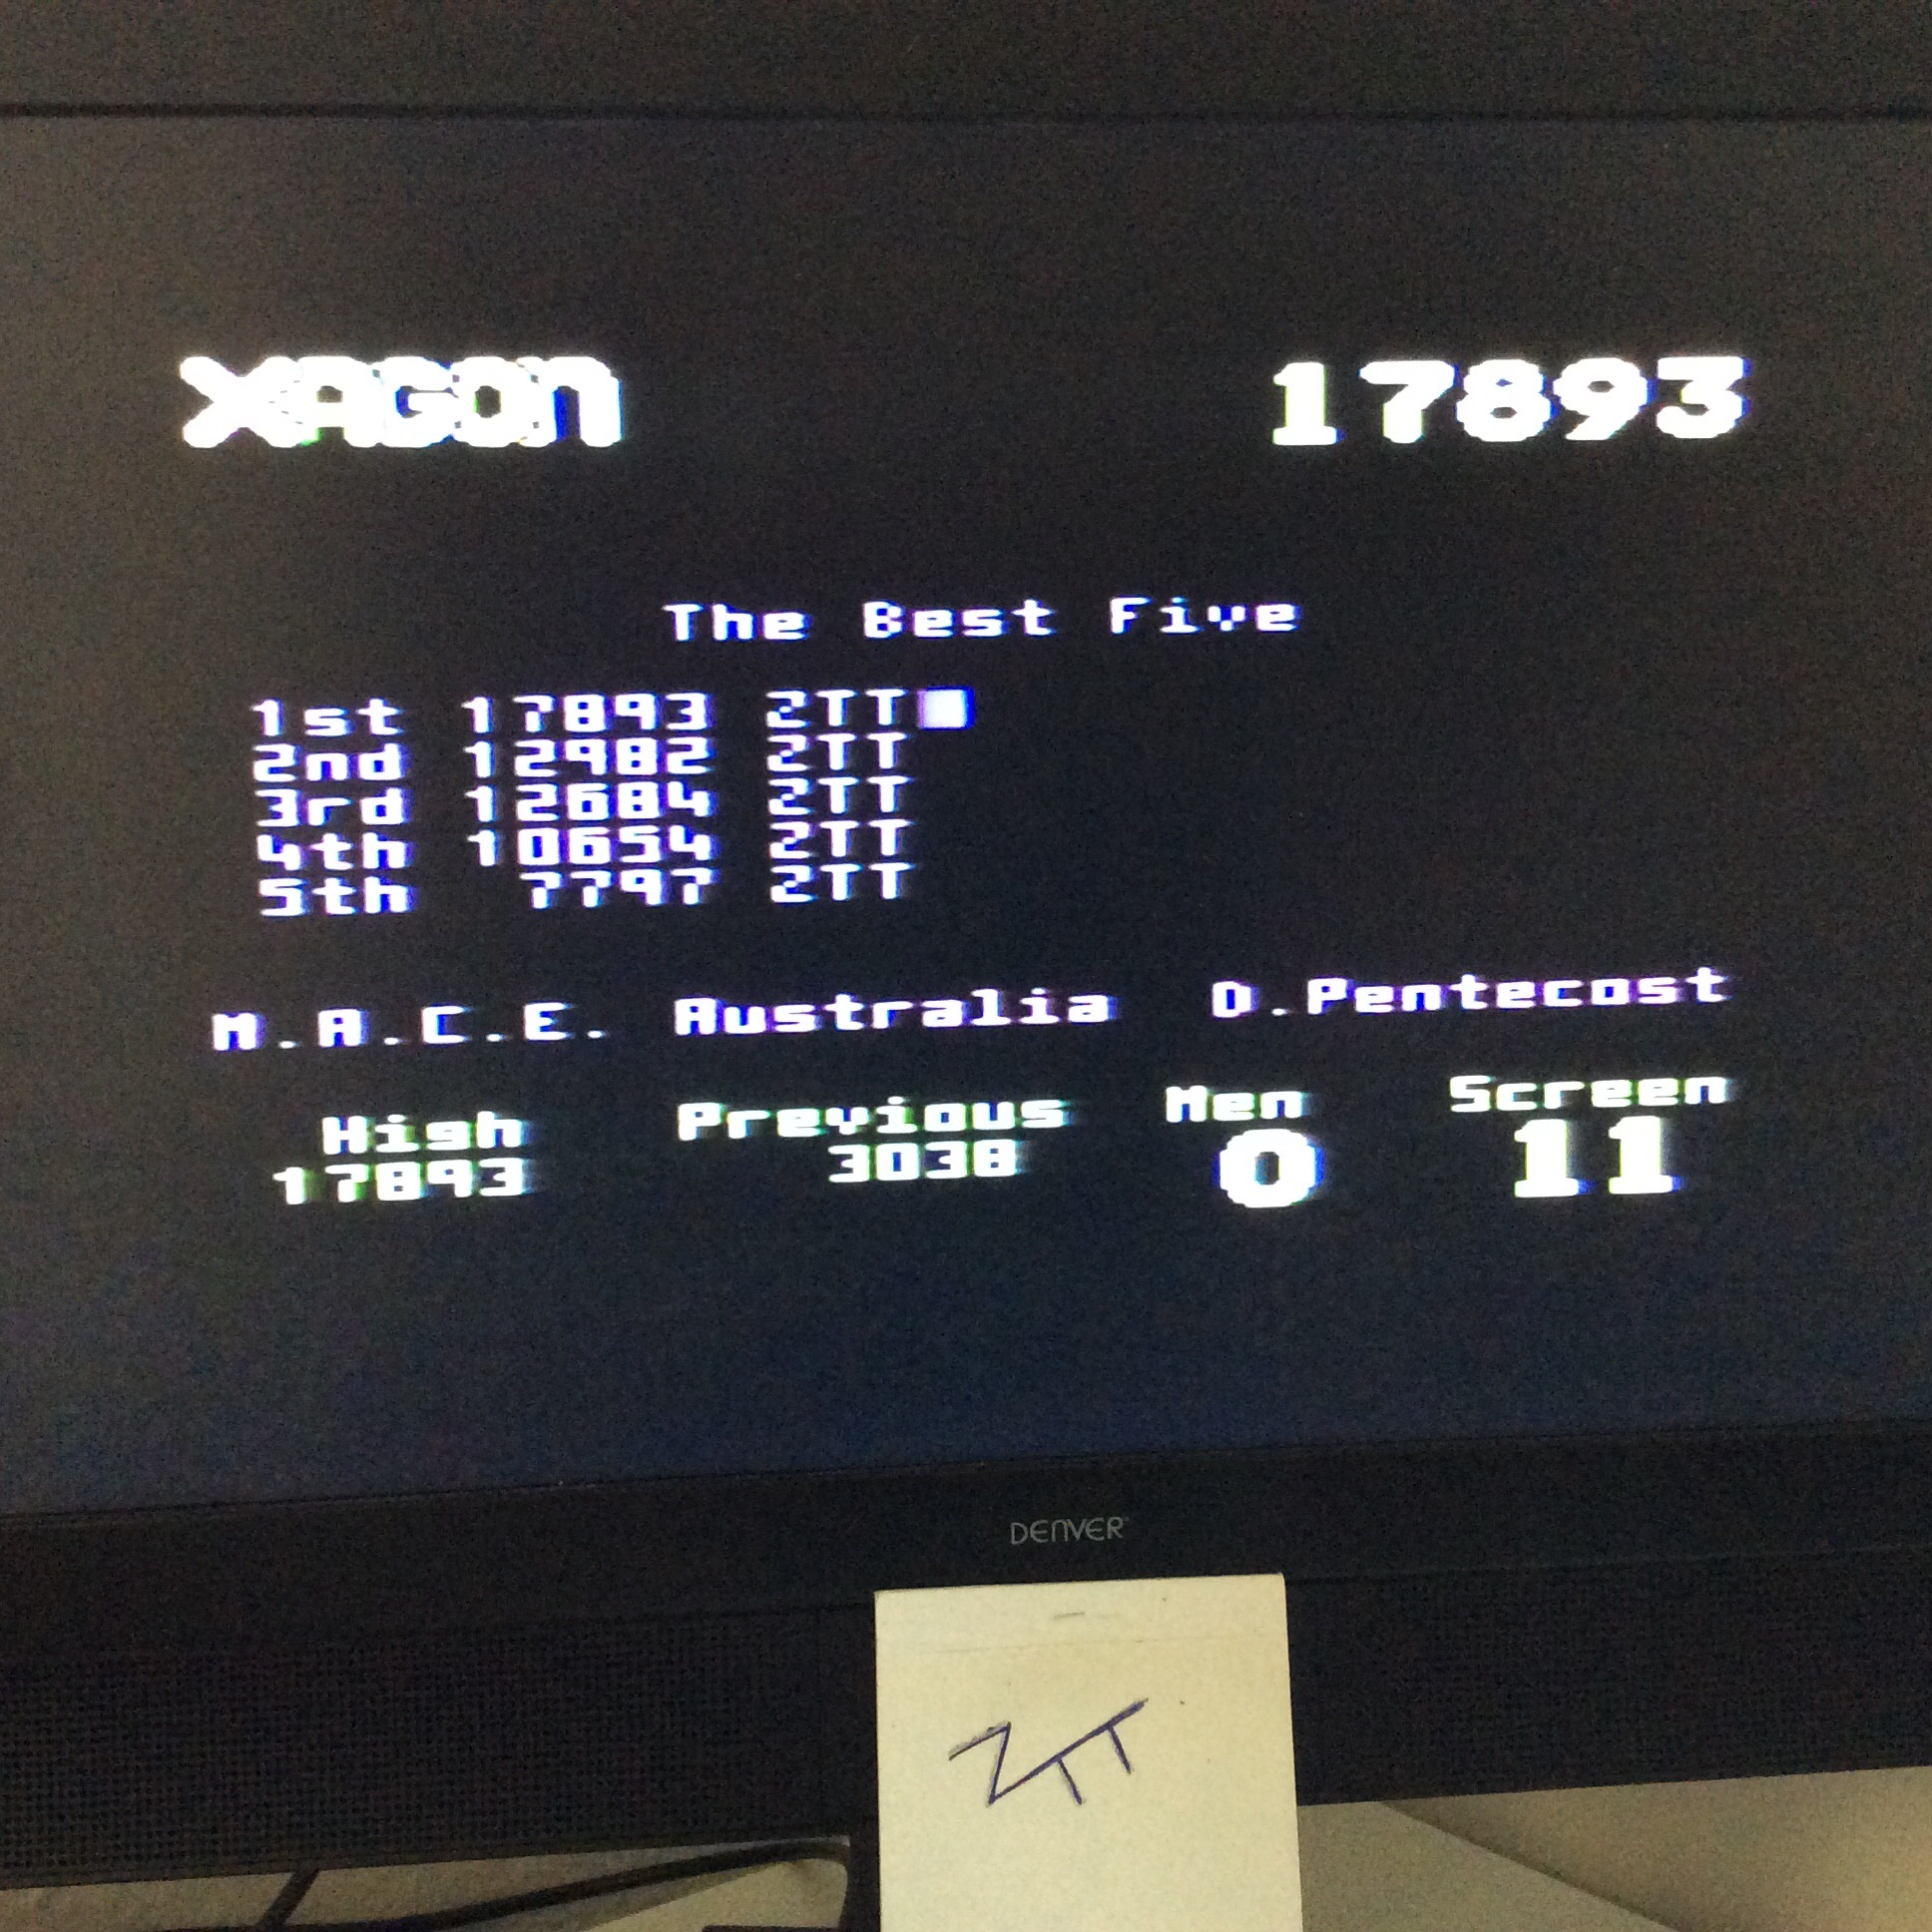 XAGON 17893
The Best Five
1st 17893 ZTT
2nd 12982 ZTT
3rd 12684 ZTT
4th 10654 ZTT
5th 7797 ZTT
M.A.C.E. Australia D.Pentecost
High Previous Men Screen
17893 3038 0 11
DENVER
ZTT